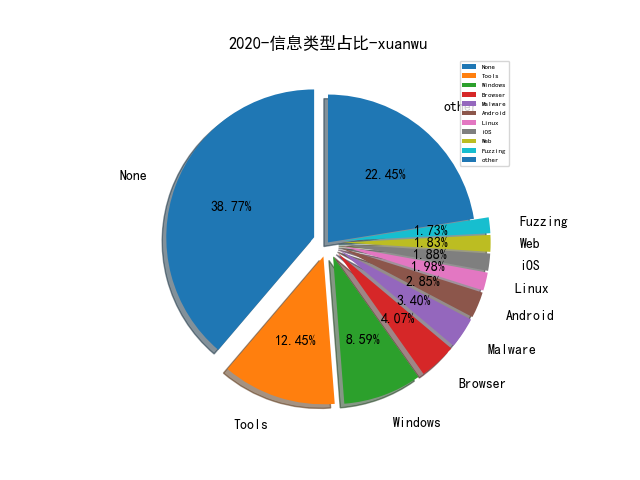 2020-信息类型占比-xuanwu
None
Tools
Windows
Browser
Malware
Android
Linux
iOS
Web
Fuzzing
other
other
22.45%
None
38.77%
Fuzzing
1.73%
Web
1.83%
iOS
1.88%
Linux
1.98%
Android
2.85%
Malware
3.40%
Browser
4.07%
Windows
8.59%
Tools
12.45%